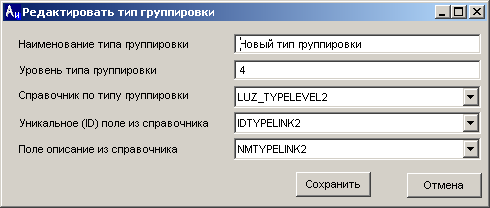 Аи Редактировать тип группировки
Наименование типа группировки Новый тип группировки
Уровень типа группировки 4
Справочник по типу группировки LUZ_TYPELEVEL2
Уникальное (ID) поле из справочника IDTYPELINK2
Поле описание из справочника NMTYPELINK2
Сохранить Отмена